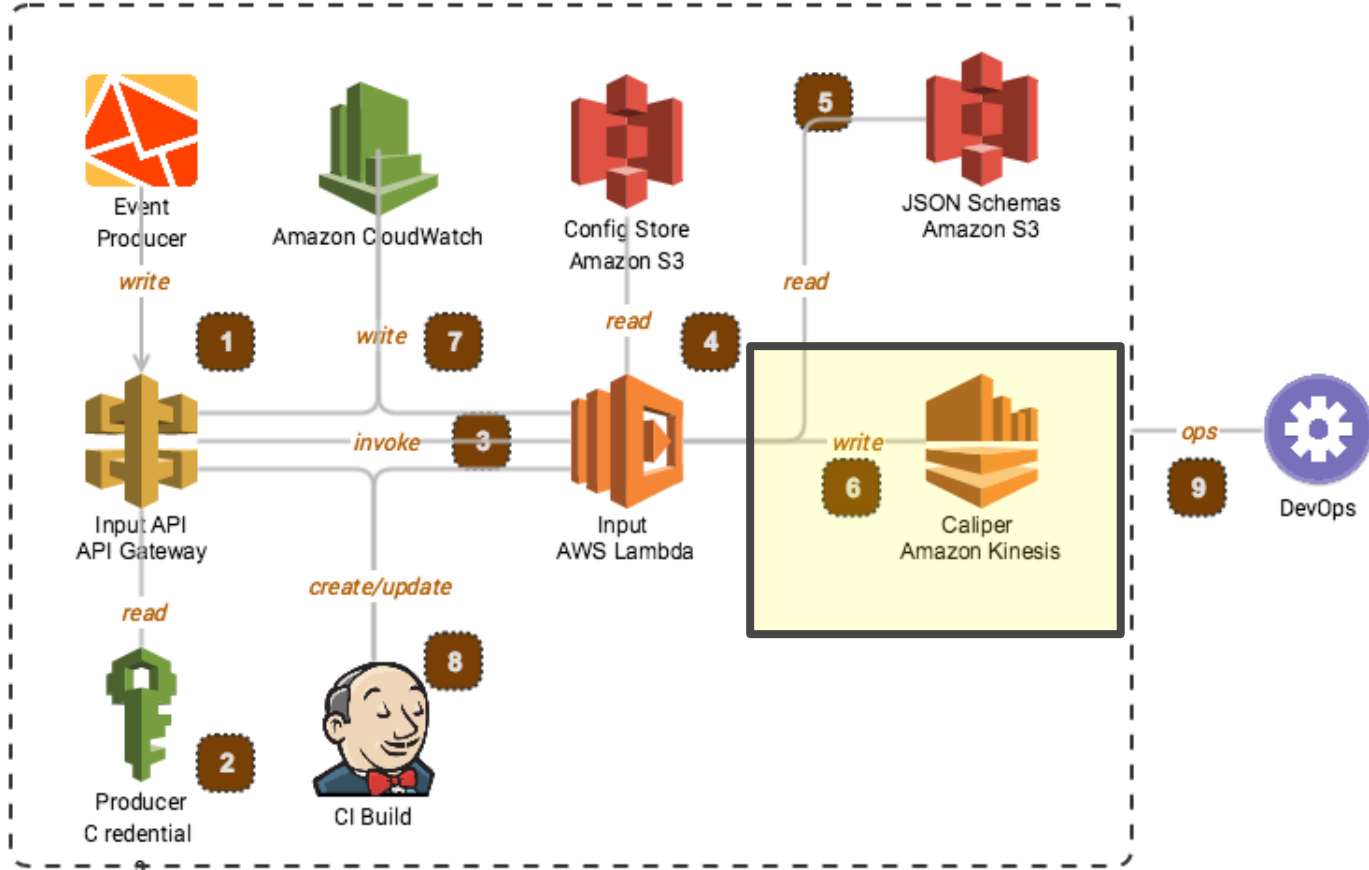 Event
Producer
write
1
Amazon CloudWatch
write
7
Config Store
Amazon S3
read
4
5
JSON Schemas
Amazon S3
read
invoke
3
write
6
Caliper
Amazon Kinesis
ops
9
DevOps
Input API
API Gateway
Input
AWS Lambda
read
create/update
8
2
Producer
C redential
CI Build